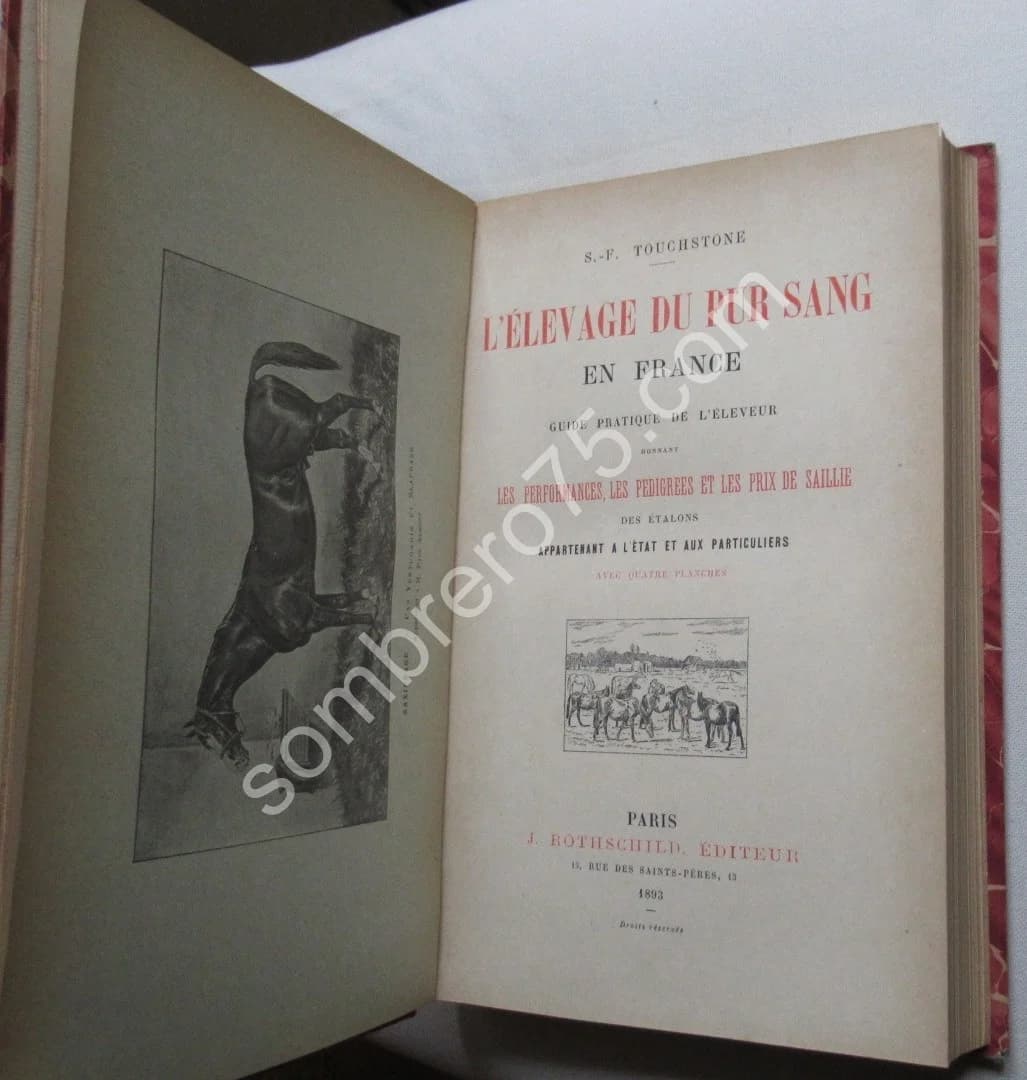 S.-F. TOUCHSTONE
L'ÉLEVAGE DU PUR SANG
EN FRANCE
GUIDE PRATIQUE DE L'ÉLEVEUR
DONNANT
LES PERFORMANCES, LES PEDIGREES ET LES PRIX DE SAILLIE
DES ÉTALONS
APPARTENANT A L'ÉTAT ET AUX PARTICULIERS
AVEC QUATRE PLANCHES
PARIS
J. ROTHSCHILD, ÉDITEUR
13, RUE DES SAINTS-PÈRES, 13
1893
Droits réservés
sombrero75.com